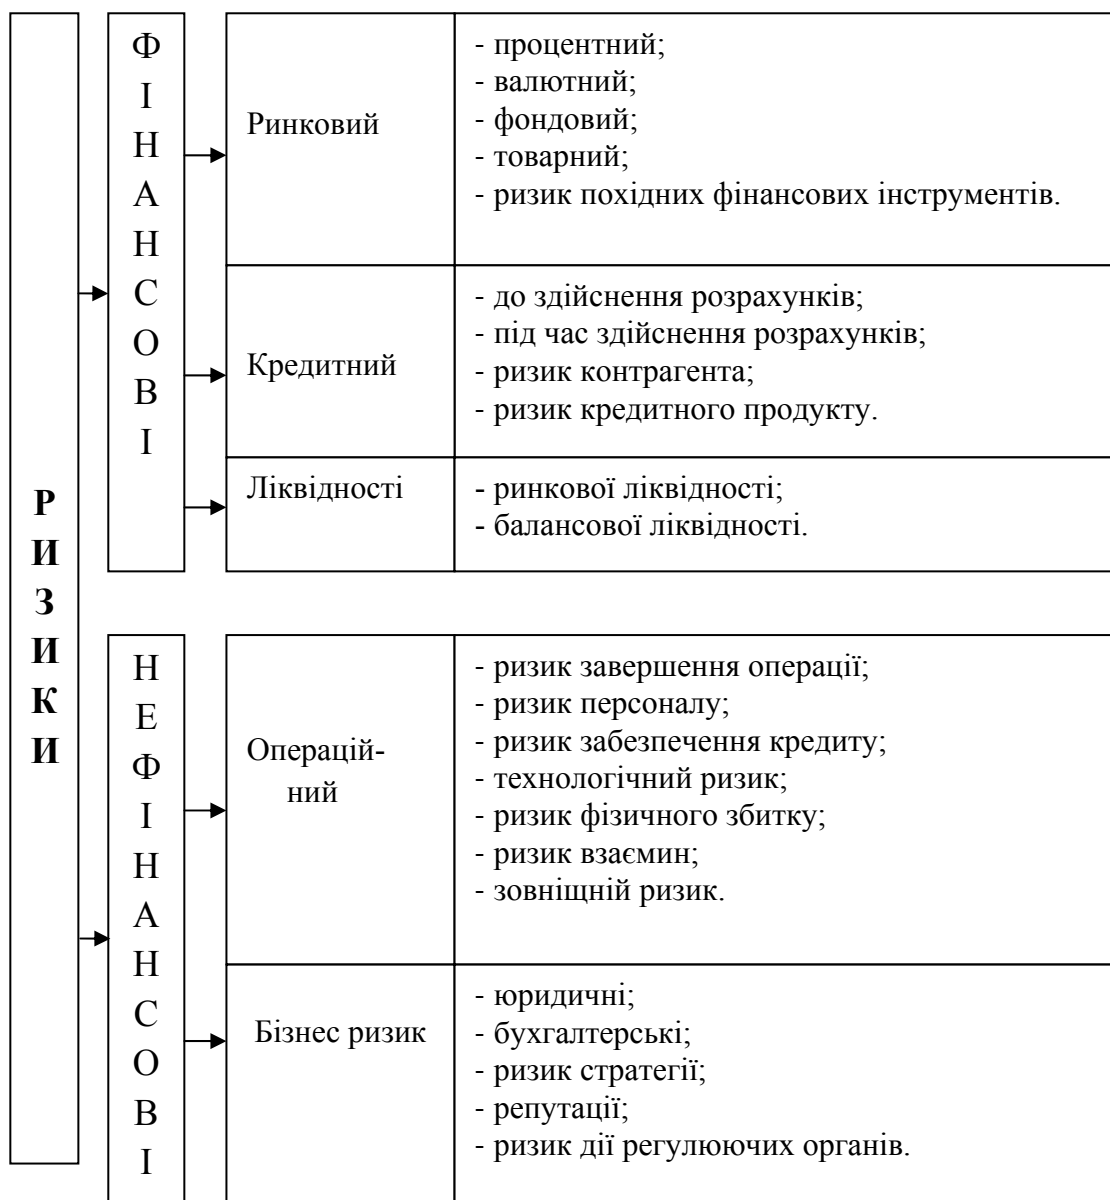 РИЗИКИ
ФІНАНСОВІ
Ринковий
- процентний;
- валютний;
- фондовий;
- товарний;
- ризик похідних фінансових інструментів.
Кредитний
- до здійснення розрахунків;
- під час здійснення розрахунків;
- ризик контрагента;
- ризик кредитного продукту.
Ліквідності
- ринкової ліквідності;
- балансової ліквідності.
НЕФІНАНСОВІ
Операцій-
ний
- ризик завершення операції;
- ризик персоналу;
- ризик забезпечення кредиту;
- технологічний ризик;
- ризик фізичного збитку;
- ризик взаємин;
- зовніщній ризик.
Бізнес ризик
- юридичні;
- бухгалтерські;
- ризик стратегії;
- репутації;
- ризик дії регулюючих органів.